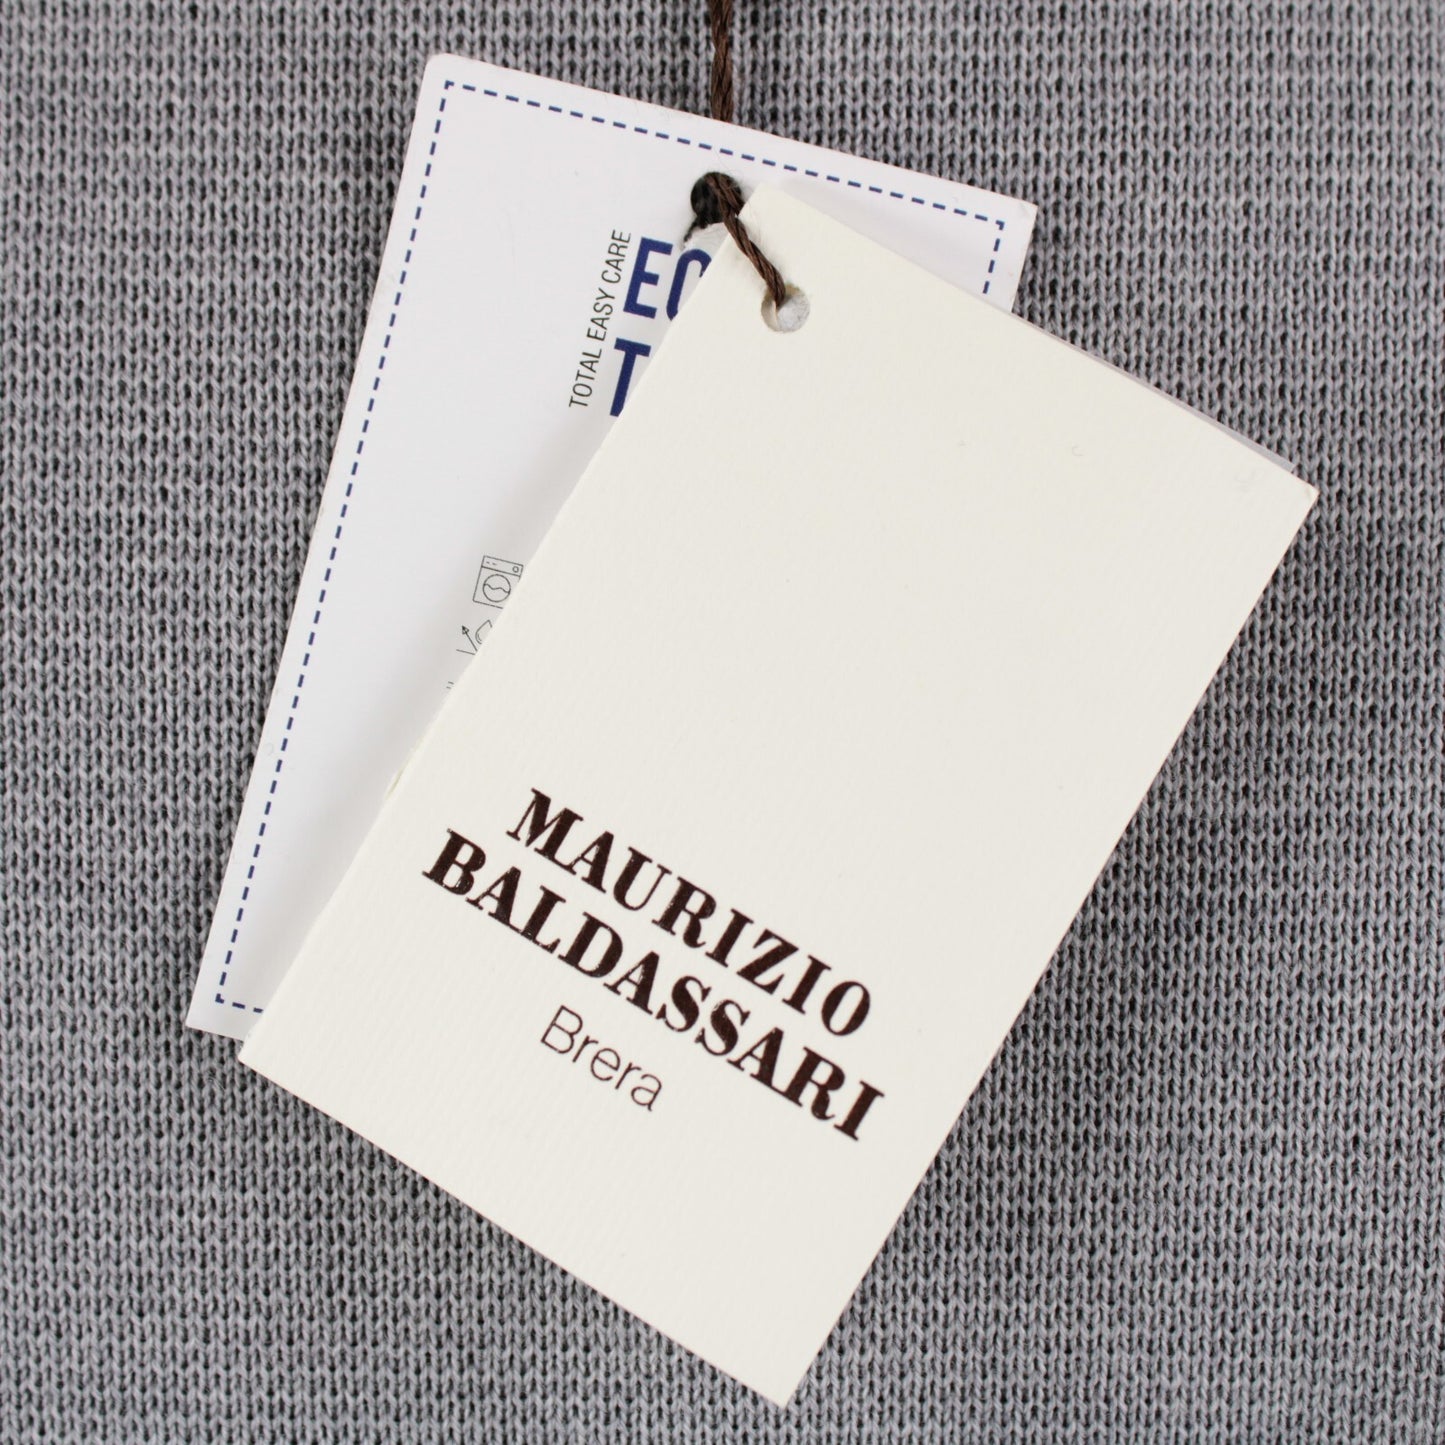 TOTAL EASY CARE
MAURIZIO
BALDASSARI
Brera